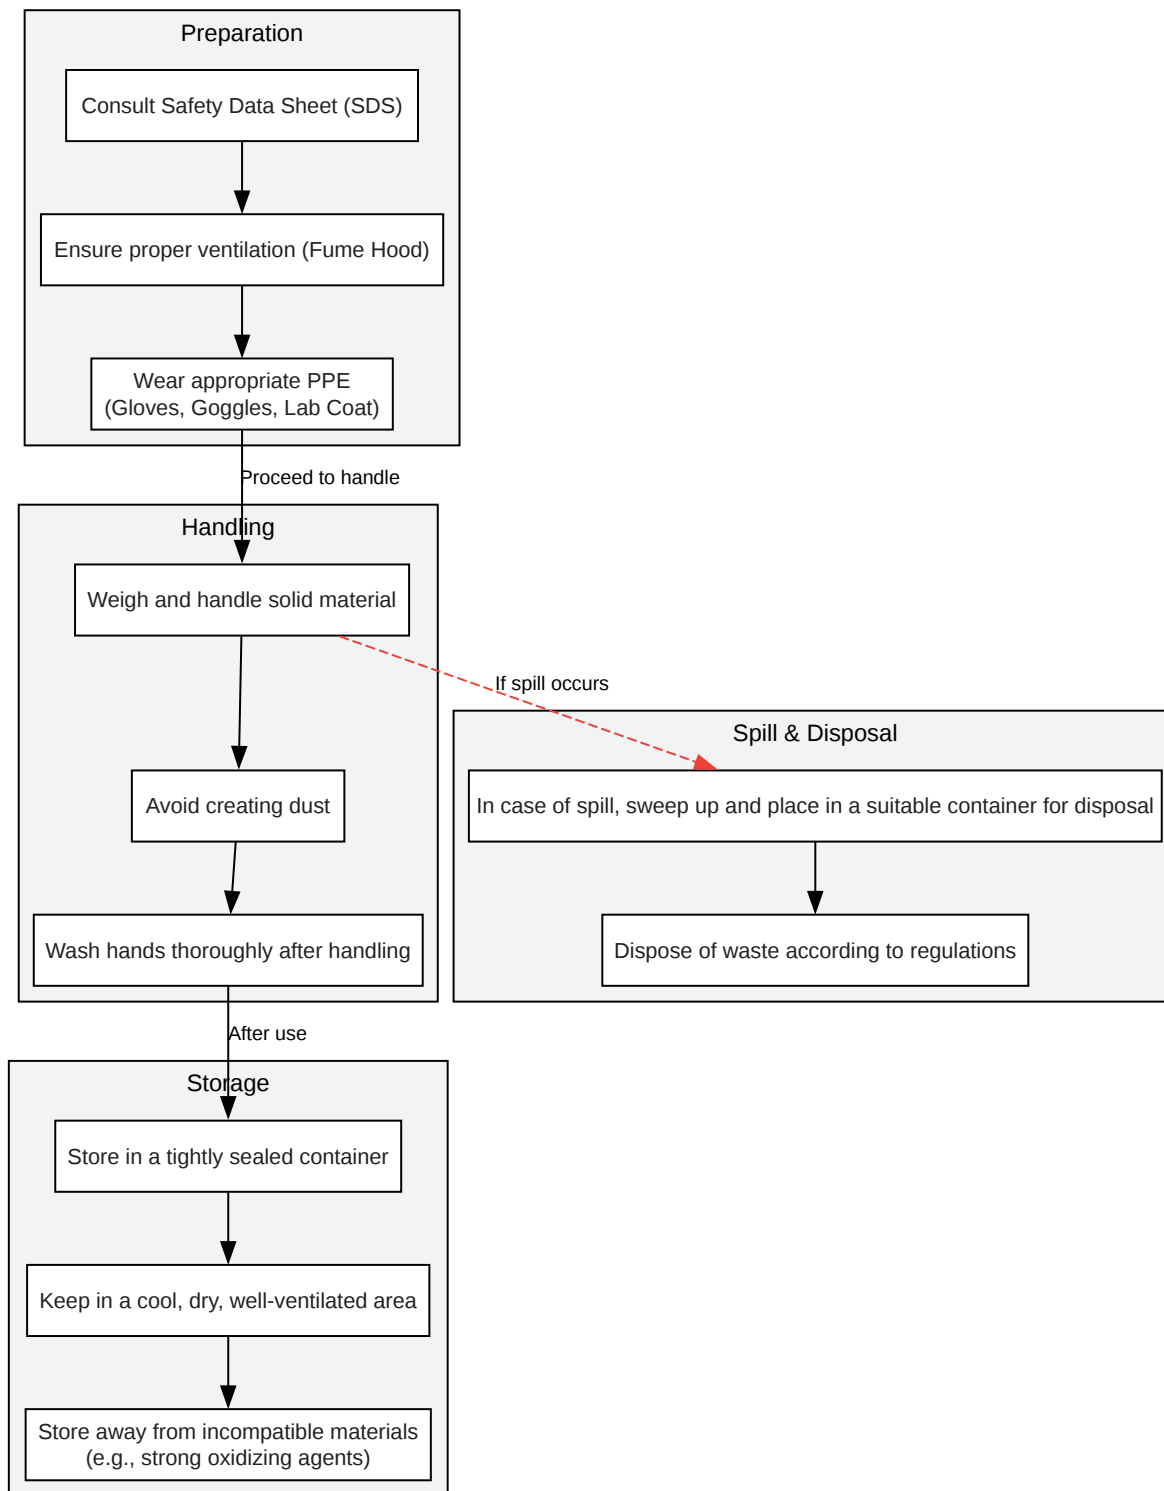 Preparation
Consult Safety Data Sheet (SDS)
Ensure proper ventilation (Fume Hood)
Wear appropriate PPE
(Gloves, Goggles, Lab Coat)
Proceed to handle
Handling
Weigh and handle solid material
If spill occurs
Spill & Disposal
Avoid creating dust
In case of spill, sweep up and place in a suitable container for disposal
Wash hands thoroughly after handling
Dispose of waste according to regulations
After use
Storage
Store in a tightly sealed container
Keep in a cool, dry, well-ventilated area
Store away from incompatible materials
(e.g., strong oxidizing agents)